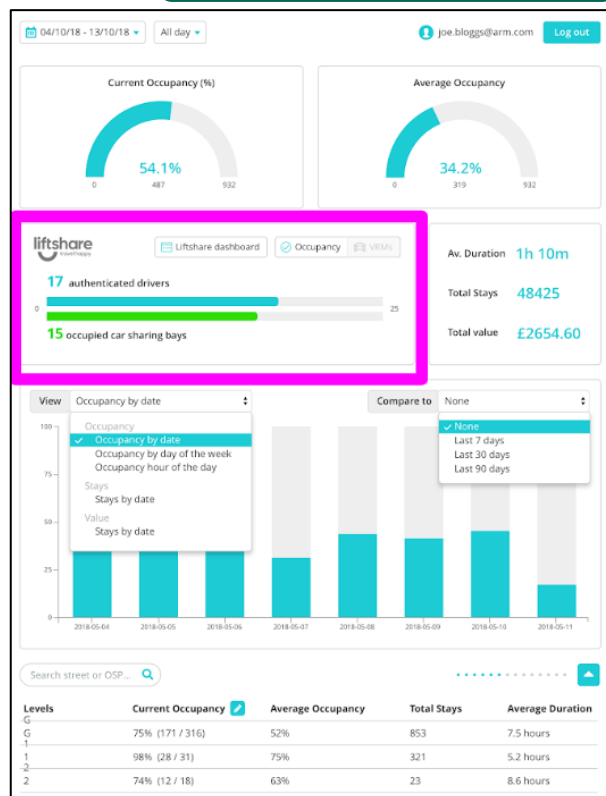 04/10/18 - 13/10/18 All day joe.bloggs@arm.com Log out
Current Occupancy (%)
54.1%
0 487 932
Average Occupancy
34.2%
0 319 932
liftshare
travel happy
Liftshare dashboard Occupancy VRMs
17 authenticated drivers
0 25
15 occupied car sharing bays
Av. Duration 1h 10m
Total Stays 48425
Total value £2654.60
View Occupancy by date
Compare to None
Occupancy
Occupancy by date
Occupancy by day of the week
Occupancy hour of the day
Stays
Stays by date
Value
Stays by date
None
Last 7 days
Last 30 days
Last 90 days
100
75
50
25
0
2018-05-04 2018-05-05 2018-05-06 2018-05-07 2018-05-08 2018-05-09 2018-05-10 2018-05-11
Search street or OSP...
Levels Current Occupancy Average Occupancy Total Stays Average Duration
G
G 75% (171 / 316) 52% 853 7.5 hours
1
1 98% (28 / 31) 75% 321 5.2 hours
2
2 74% (12 / 18) 63% 23 8.6 hours